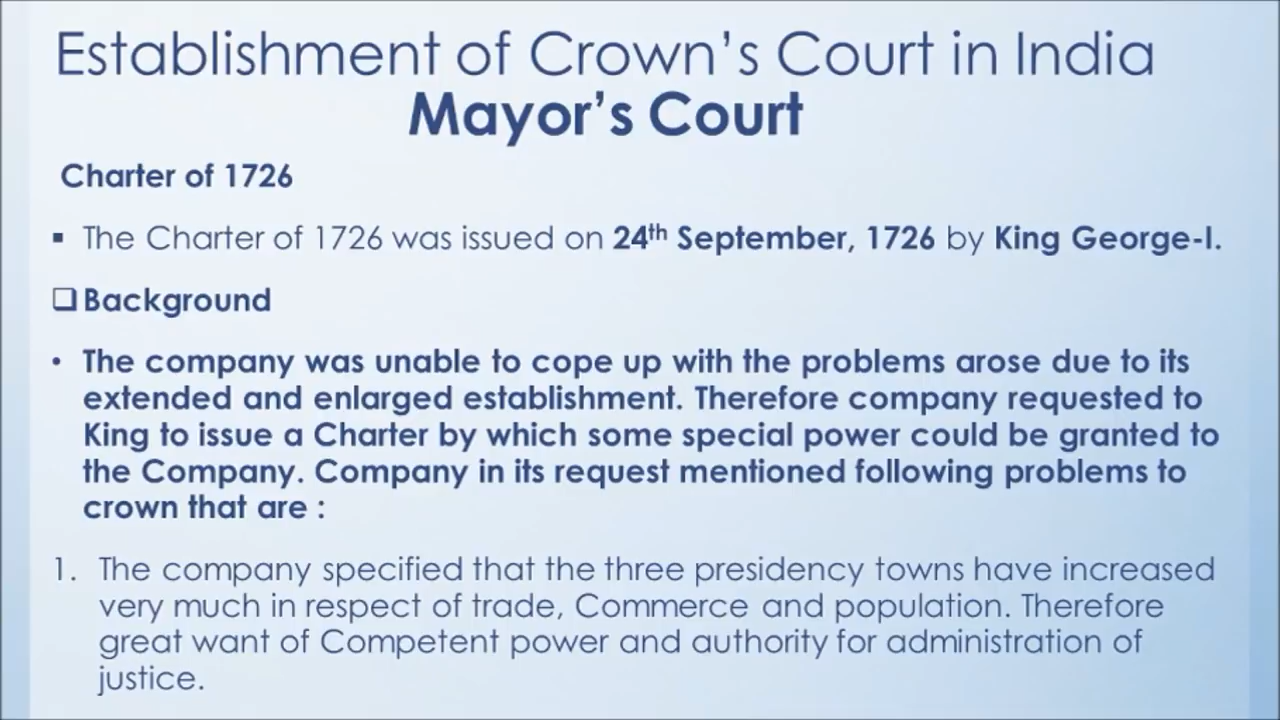 Establishment of Crown's Court in India
Mayor's Court
Charter of 1726
▪ The Charter of 1726 was issued on 24th September, 1726 by King George-I.
❑ Background
• The company was unable to cope up with the problems arose due to its
extended and enlarged establishment. Therefore company requested to
King to issue a Charter by which some special power could be granted to
the Company. Company in its request mentioned following problems to
crown that are :
1. The company specified that the three presidency towns have increased
very much in respect of trade, Commerce and population. Therefore
great want of Competent power and authority for administration of
justice.